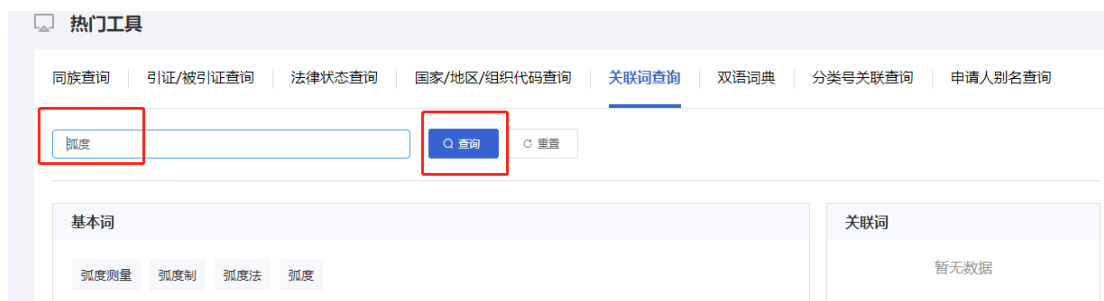 热门工具
同族查询 引证/被引证查询 法律状态查询 国家/地区/组织代码查询 关联词查询 双语词典 分类号关联查询 申请人别名查询
弧度 查询 重置
基本词 关联词
弧度测量 弧度制 弧度法 弧度 暂无数据